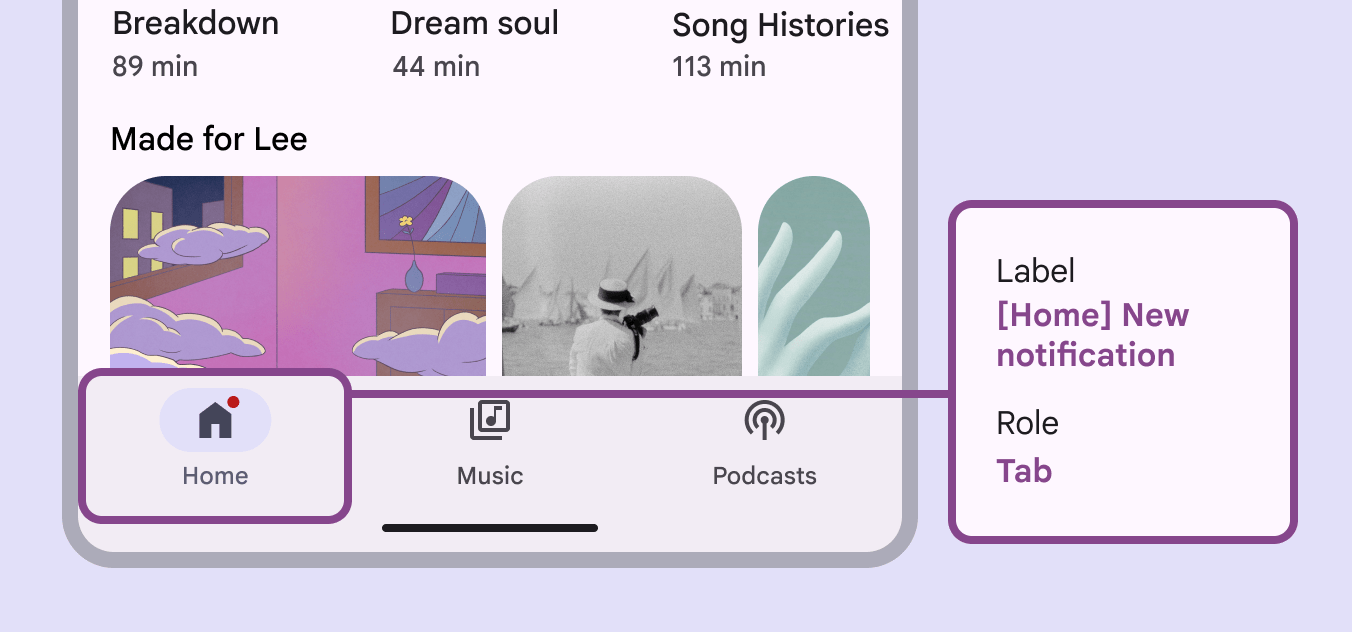 Breakdown
Dream soul
Song Histories
89 min
44 min
113 min
Made for Lee
Home
Music
Podcasts
Label
[Home] New
notification
Role
Tab